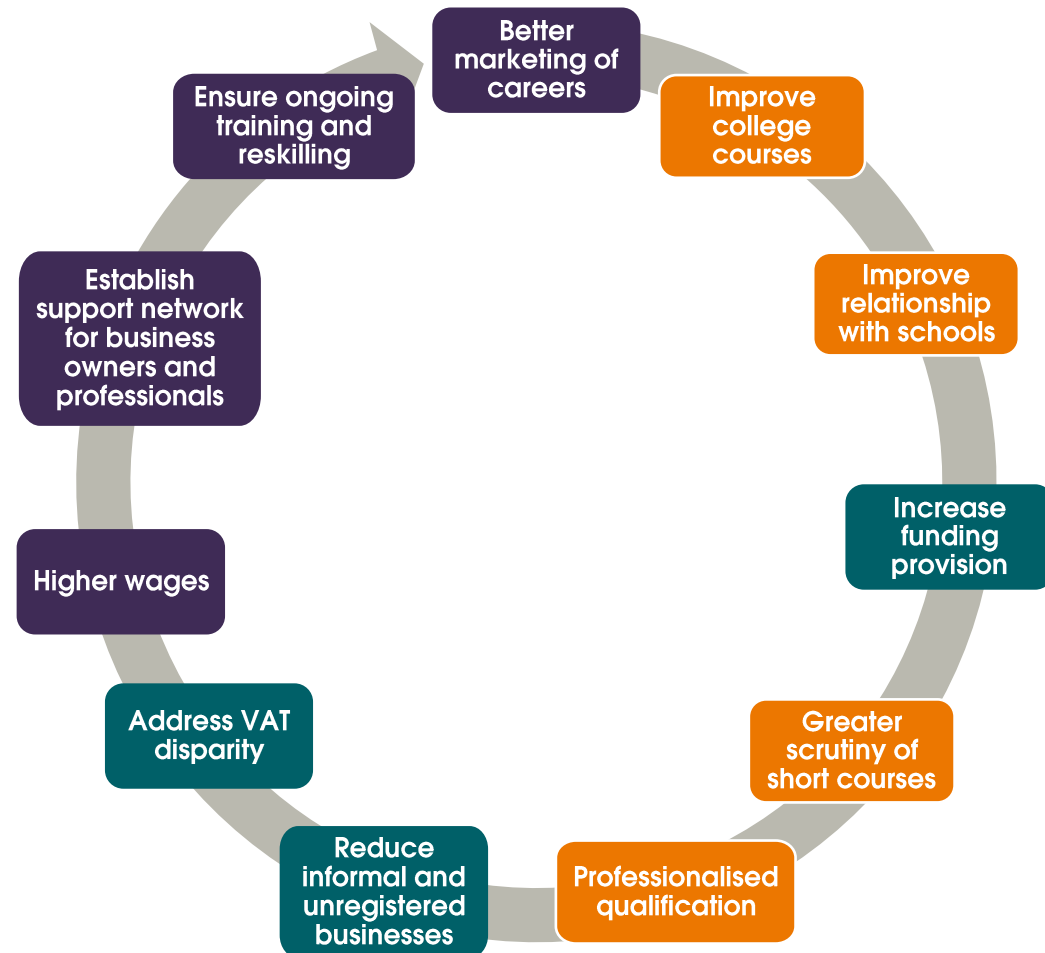 Better
marketing of
careers
Improve
college
courses
Improve
relationship
with schools
Increase
funding
provision
Greater
scrutiny of
short courses
Professionalised
qualification
Reduce
informal and
unregistered
businesses
Address VAT
disparity
Higher wages
Establish
support network
for business
owners and
professionals
Ensure ongoing
training and
reskilling